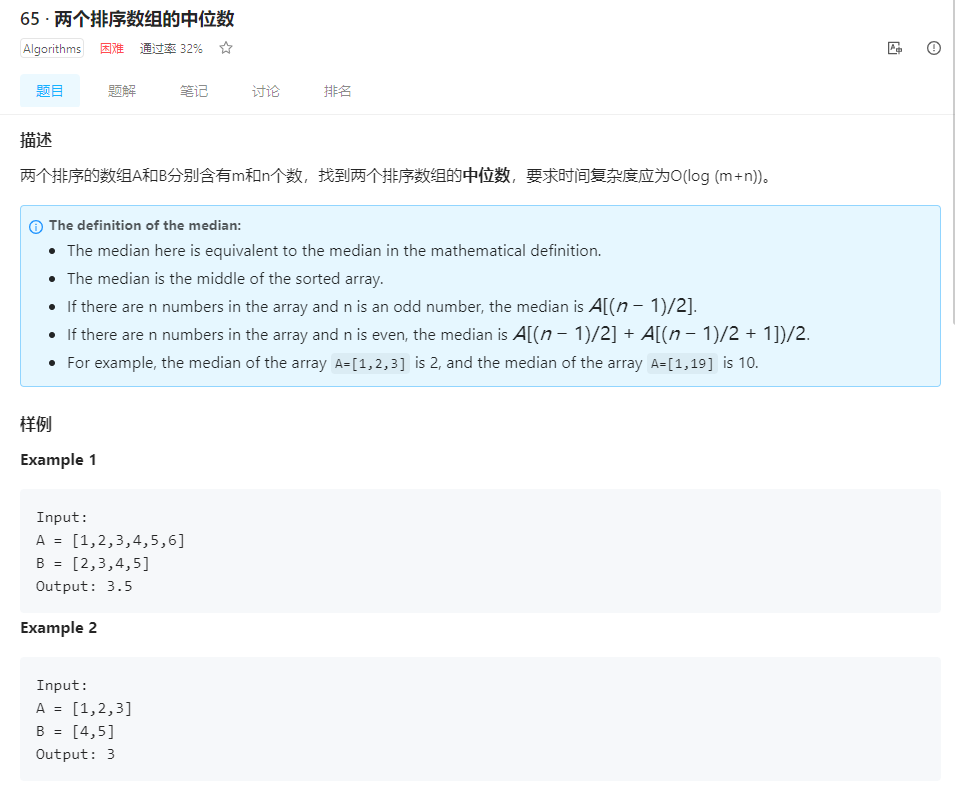 65 · 两个排序数组的中位数
Algorithms 困难 通过率 32%
题目 题解 笔记 讨论 排名
描述
两个排序的数组A和B分别含有m和n个数，找到两个排序数组的中位数，要求时间复杂度应为O(log (m+n))。
The definition of the median:
• The median here is equivalent to the median in the mathematical definition.
• The median is the middle of the sorted array.
• If there are n numbers in the array and n is an odd number, the median is A[(n − 1)/2].
• If there are n numbers in the array and n is even, the median is A[(n − 1)/2] + A[(n − 1)/2 + 1])/2.
• For example, the median of the array A=[1,2,3] is 2, and the median of the array A=[1,19] is 10.
样例
Example 1
Input:
A = [1,2,3,4,5,6]
B = [2,3,4,5]
Output: 3.5
Example 2
Input:
A = [1,2,3]
B = [4,5]
Output: 3